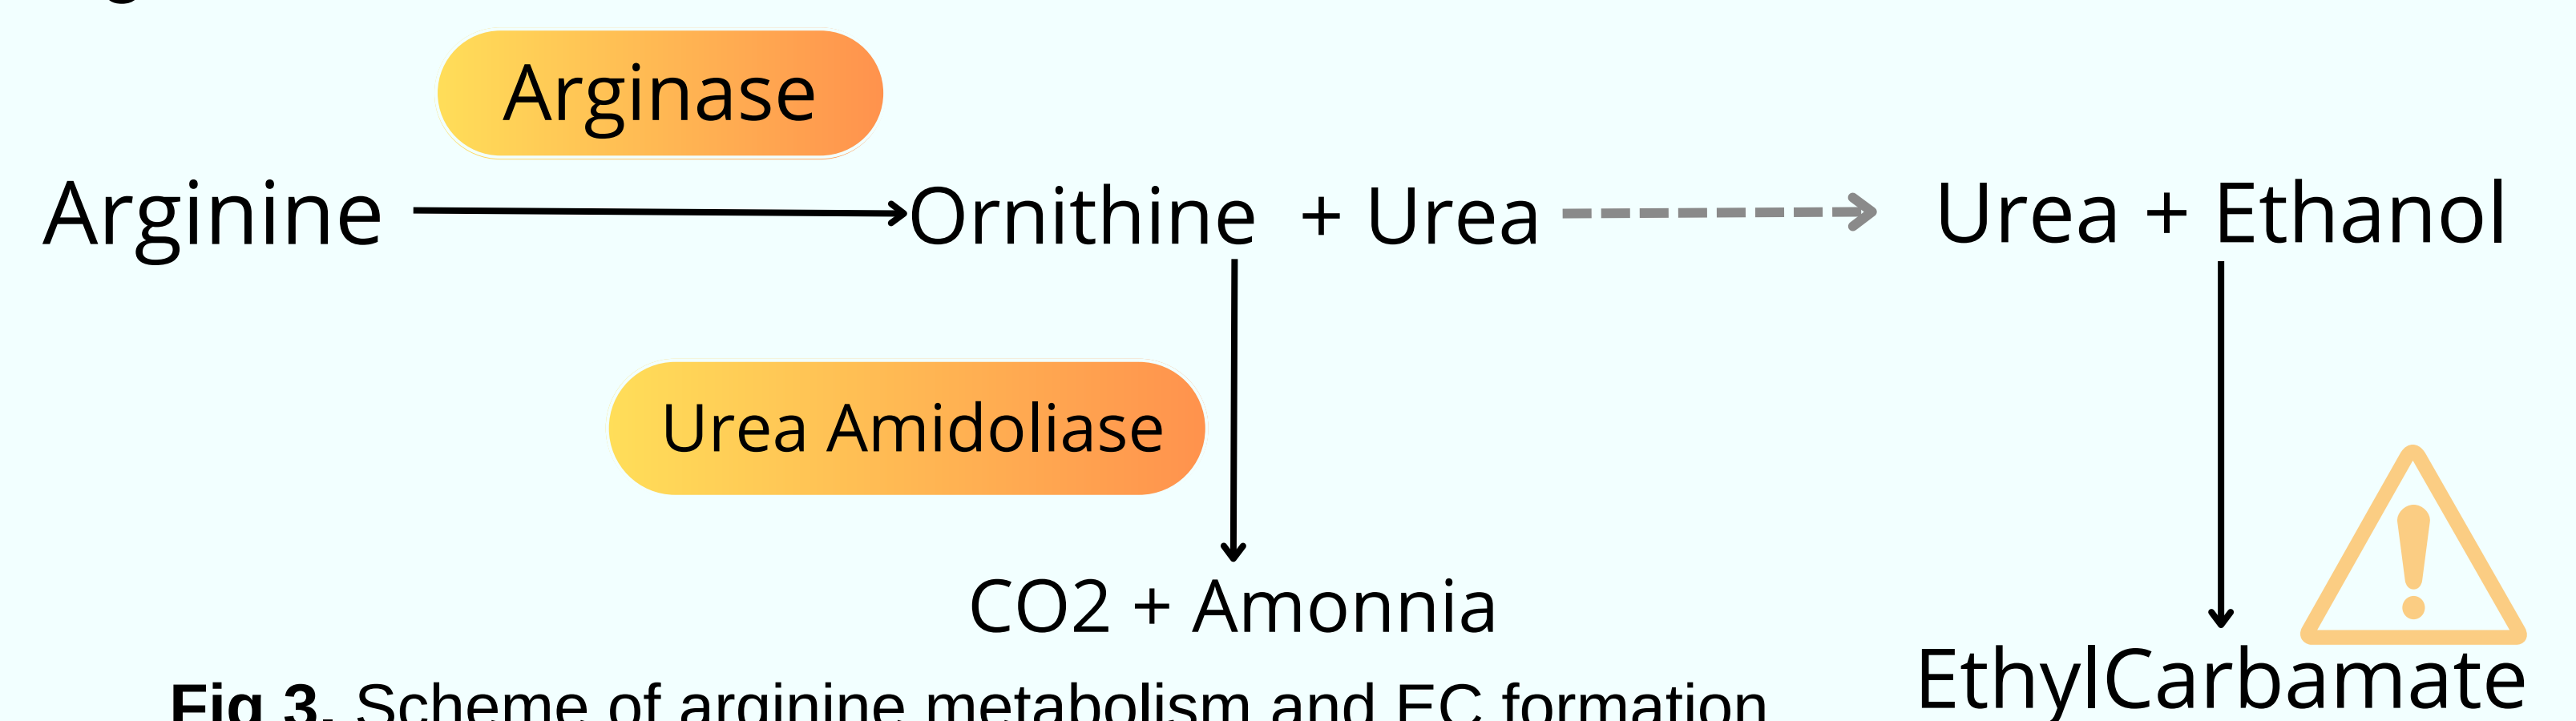 Arginase
Arginine
Ornithine + Urea
Urea + Ethanol
Urea Amidoliase
CO2 + Amonnia
EthylCarbamate
Fig 3. Scheme of arginine metabolism and EC formation